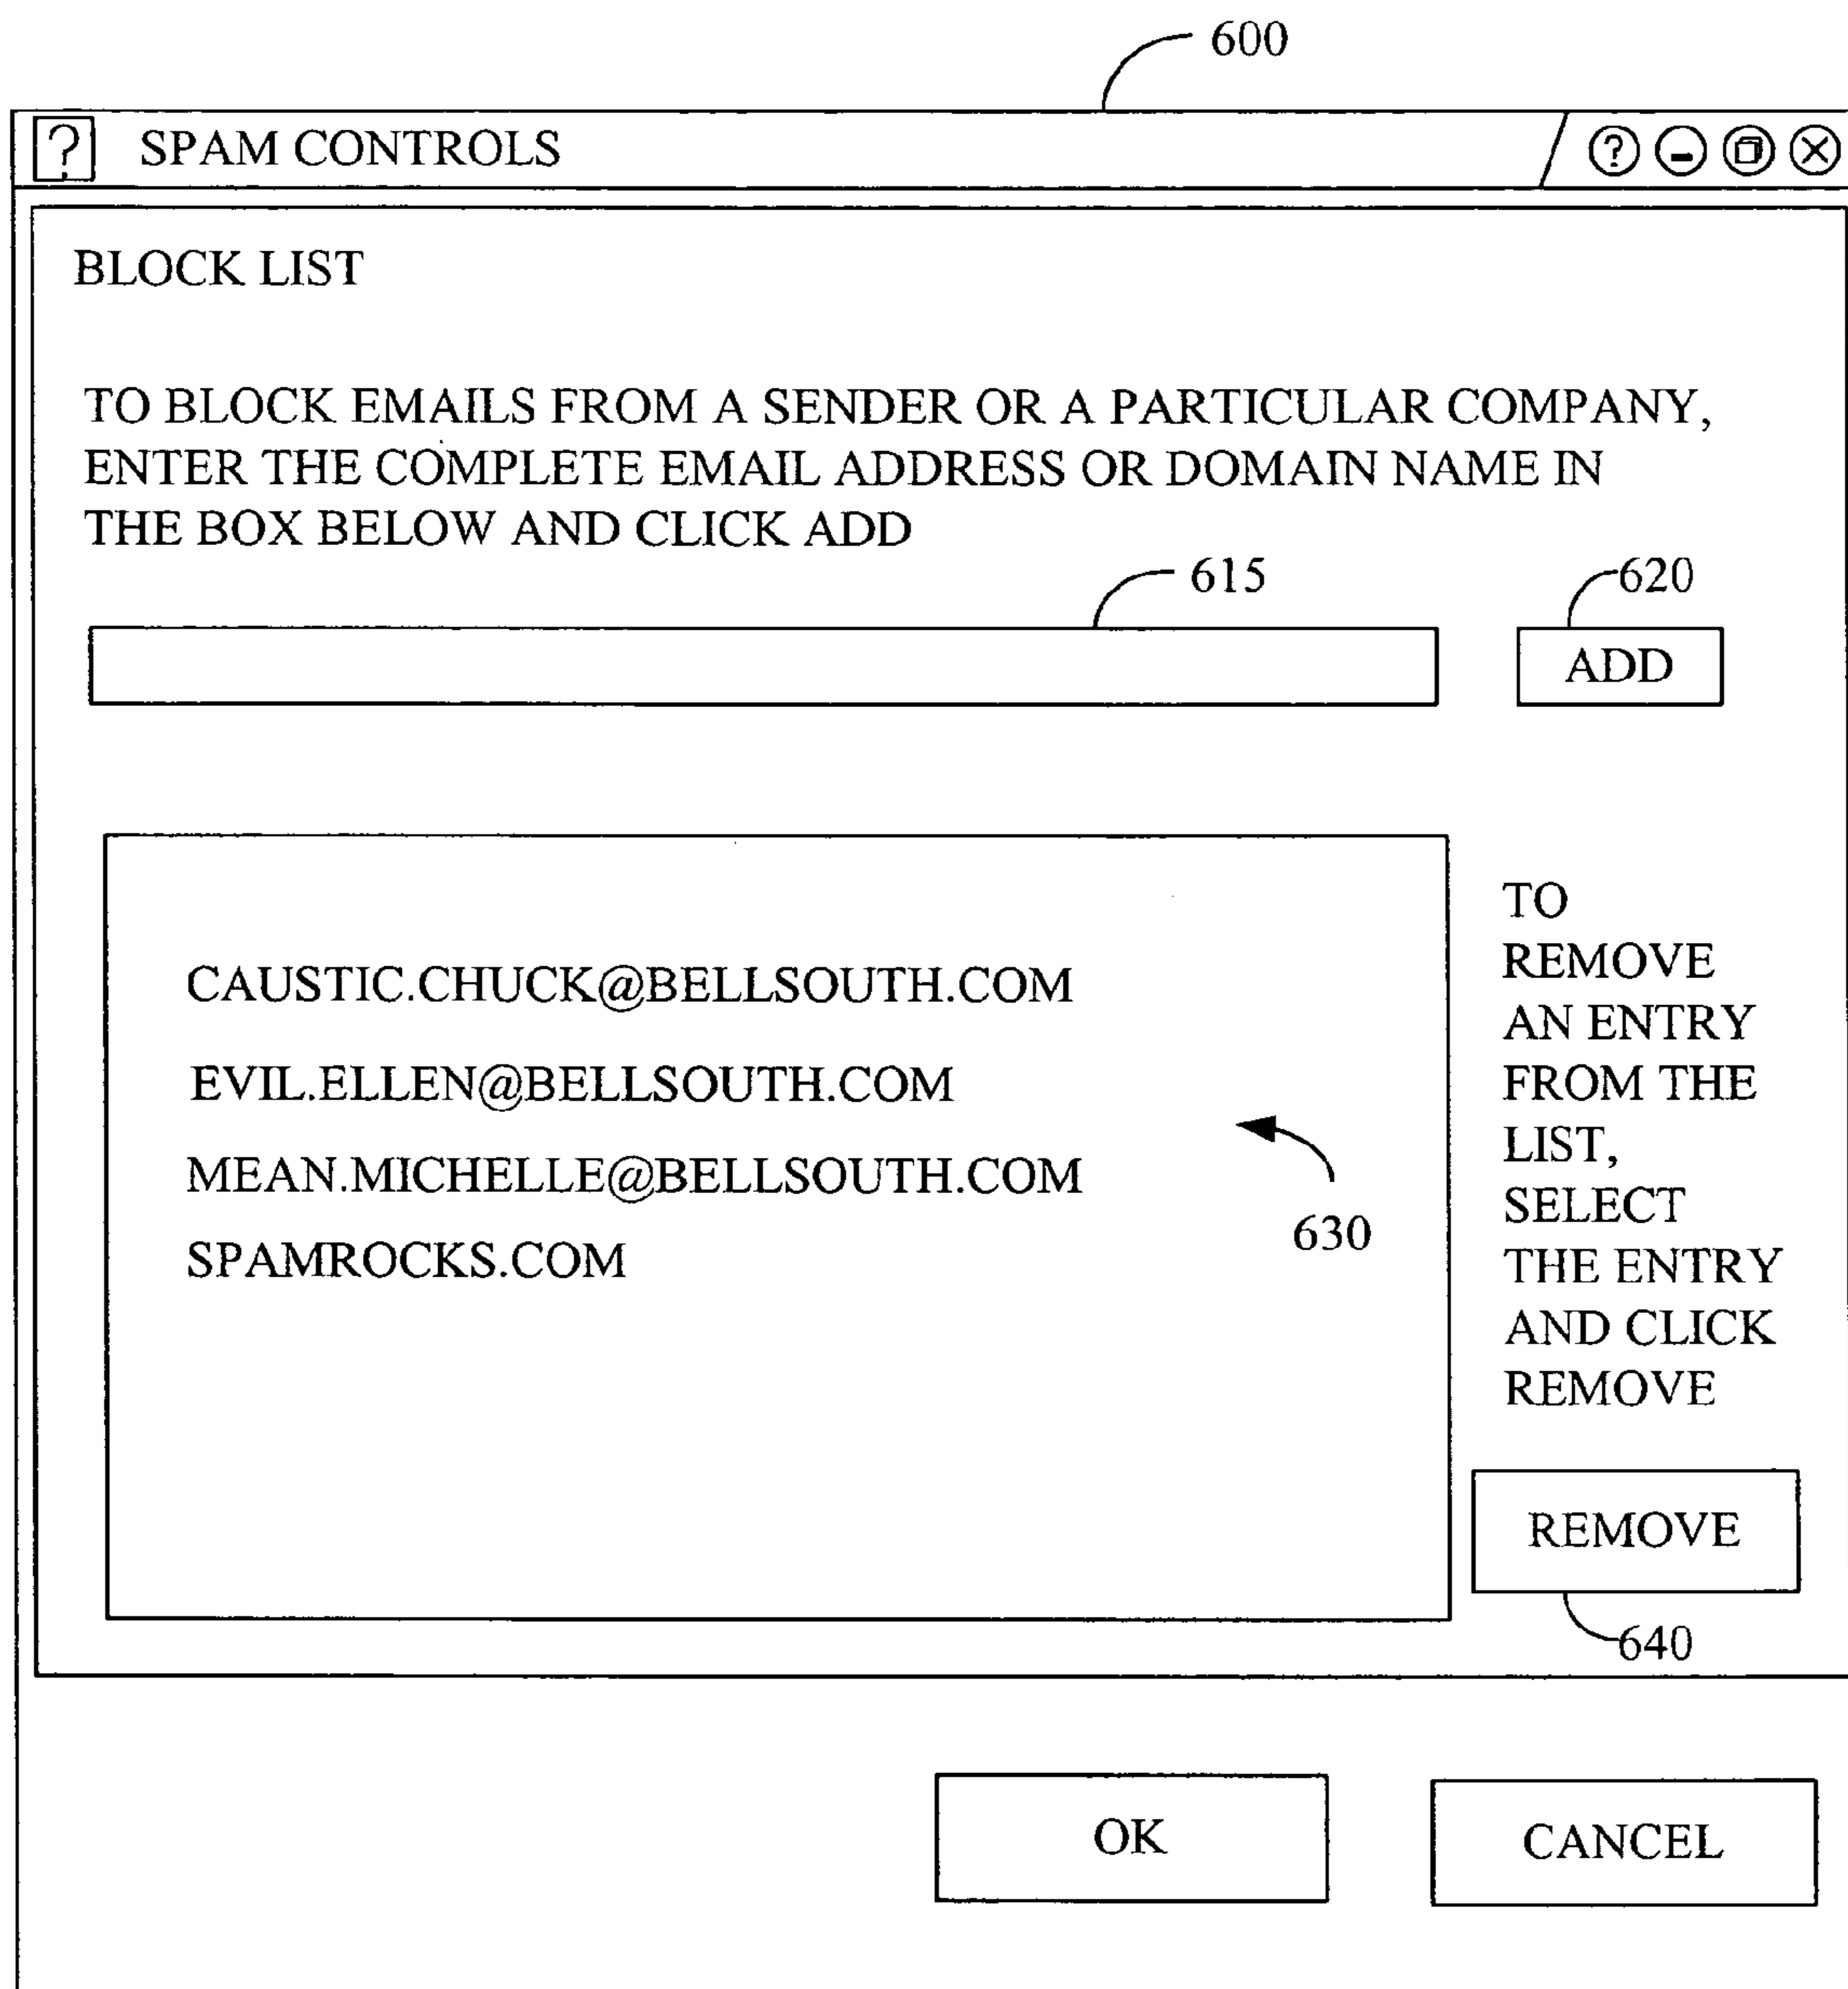 600
? SPAM CONTROLS ?
BLOCK LIST
TO BLOCK EMAILS FROM A SENDER OR A PARTICULAR COMPANY,
ENTER THE COMPLETE EMAIL ADDRESS OR DOMAIN NAME IN
THE BOX BELOW AND CLICK ADD
615
620
ADD
CAUSTIC.CHUCK@BELLSOUTH.COM
EVIL.ELLEN@BELLSOUTH.COM
MEAN.MICHELLE@BELLSOUTH.COM
SPAMROCKS.COM
630
TO
REMOVE
AN ENTRY
FROM THE
LIST,
SELECT
THE ENTRY
AND CLICK
REMOVE
REMOVE
640
OK
CANCEL